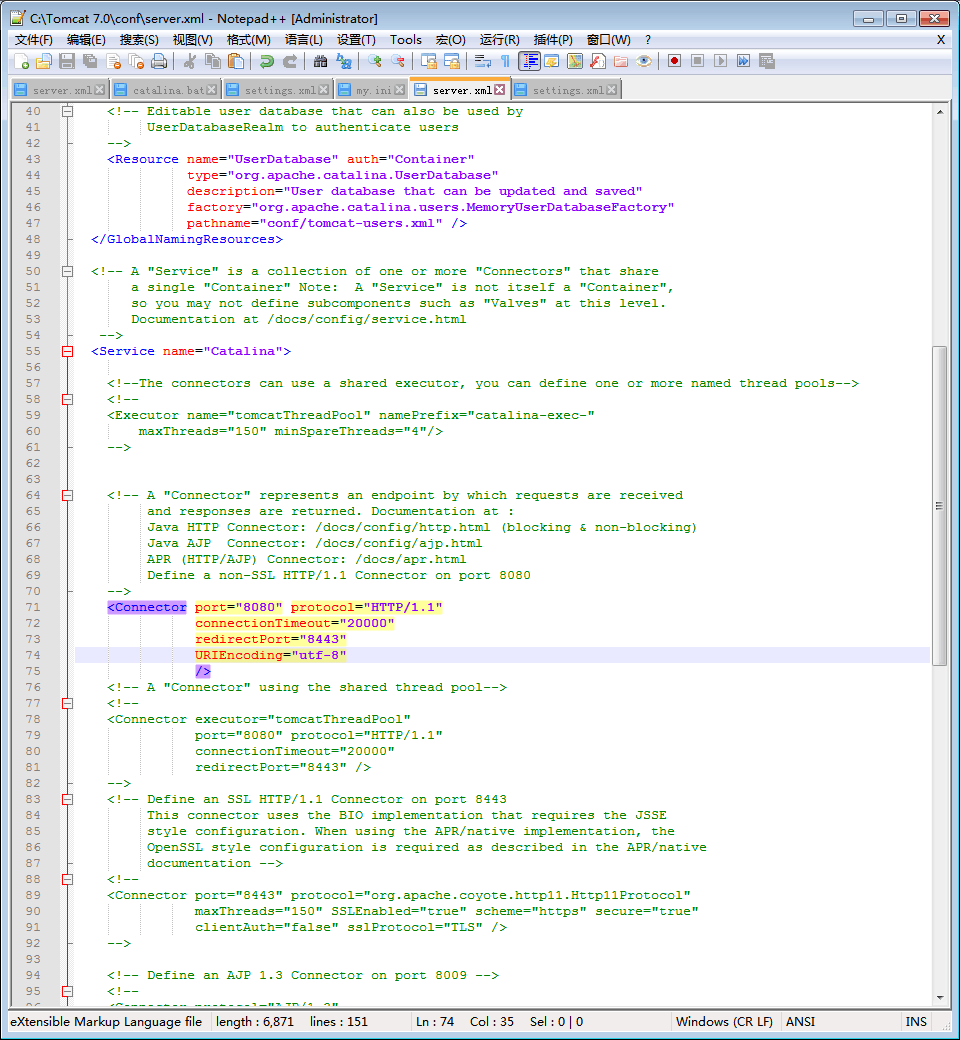 C:\Tomcat 7.0\conf\server.xml - Notepad++ [Administrator]
文件(F) 编辑(E) 搜索(S) 视图(V) 格式(M) 语言(L) 设置(T) Tools 宏(O) 运行(R) 插件(P) 窗口(W) ? X
server.xml catalina.bat settings.xml my.ini server.xml settings.xml
40 <!-- Editable user database that can also be used by
41 UserDatabaseRealm to authenticate users
42 -->
43 <Resource name="UserDatabase" auth="Container"
44 type="org.apache.catalina.UserDatabase"
45 description="User database that can be updated and saved"
46 factory="org.apache.catalina.users.MemoryUserDatabaseFactory"
47 pathname="conf/tomcat-users.xml" />
48 </GlobalNamingResources>
49
50 <!-- A "Service" is a collection of one or more "Connectors" that share
51 a single "Container" Note:  A "Service" is not itself a "Container",
52 so you may not define subcomponents such as "Valves" at this level.
53 Documentation at /docs/config/service.html
54 -->
55 <Service name="Catalina">
56
57 <!--The connectors can use a shared executor, you can define one or more named thread pools-->
58 <!--
59 <Executor name="tomcatThreadPool" namePrefix="catalina-exec-"
60 maxThreads="150" minSpareThreads="4"/>
61 -->
62
63
64 <!-- A "Connector" represents an endpoint by which requests are received
65 and responses are returned. Documentation at :
66 Java HTTP Connector: /docs/config/http.html (blocking & non-blocking)
67 Java AJP  Connector: /docs/config/ajp.html
68 APR (HTTP/AJP) Connector: /docs/apr.html
69 Define a non-SSL HTTP/1.1 Connector on port 8080
70 -->
71 <Connector port="8080" protocol="HTTP/1.1"
72 connectionTimeout="20000"
73 redirectPort="8443"
74 URIEncoding="utf-8"
75 />
76 <!-- A "Connector" using the shared thread pool-->
77 <!--
78 <Connector executor="tomcatThreadPool"
79 port="8080" protocol="HTTP/1.1"
80 connectionTimeout="20000"
81 redirectPort="8443" />
82 -->
83 <!-- Define an SSL HTTP/1.1 Connector on port 8443
84 This connector uses the BIO implementation that requires the JSSE
85 style configuration. When using the APR/native implementation, the
86 OpenSSL style configuration is required as described in the APR/native
87 documentation -->
88 <!--
89 <Connector port="8443" protocol="org.apache.coyote.http11.Http11Protocol"
90 maxThreads="150" SSLEnabled="true" scheme="https" secure="true"
91 clientAuth="false" sslProtocol="TLS" />
92 -->
93
94 <!-- Define an AJP 1.3 Connector on port 8009 -->
95 <!--
96 <Connector protocol="AJP/1.3"
eXtensible Markup Language file length : 6,871 lines : 151 Ln : 74 Col : 35 Sel : 0 | 0 Windows (CR LF) ANSI INS